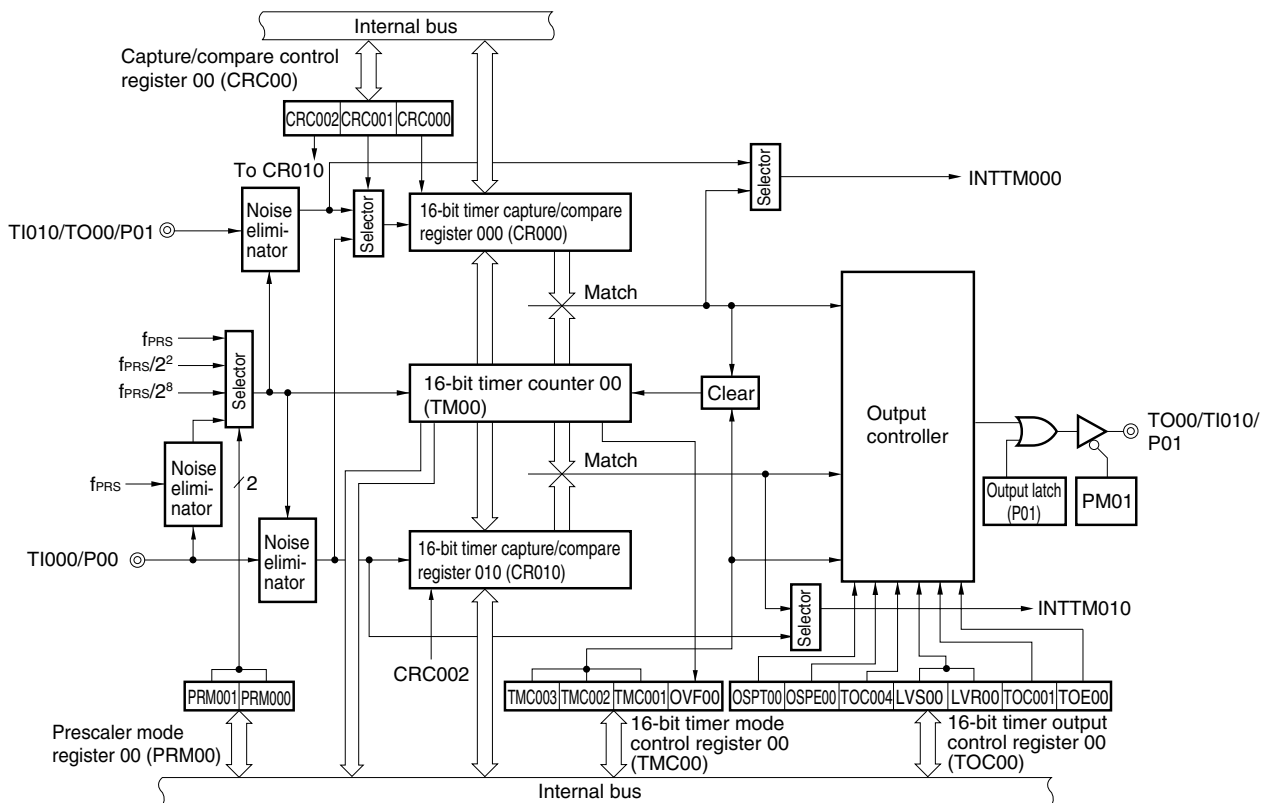 Internal bus
Capture/compare control
register 00 (CRC00)
CRC002 CRC001 CRC000
To CR010
Selector
INTTM000
TI010/TO00/P01
Noise
elimi-
nator
Selector
16-bit timer capture/compare
register 000 (CR000)
Match
fPRS
fPRS/2²
fPRS/2⁸
Selector
16-bit timer counter 00
(TM00)
Clear
Output
controller
TO00/TI010/
P01
Match
fPRS
Noise
elimi-
nator
2
Output latch
(P01)
PM01
TI000/P00
Noise
elimi-
nator
16-bit timer capture/compare
register 010 (CR010)
Selector
INTTM010
CRC002
PRM001 PRM000
TMC003 TMC002 TMC001 OVF00
OSPT00 OSPE00 TOC004 LVS00 LVR00 TOC001 TOE00
Prescaler mode
register 00 (PRM00)
16-bit timer mode
control register 00
(TMC00)
16-bit timer output
control register 00
(TOC00)
Internal bus